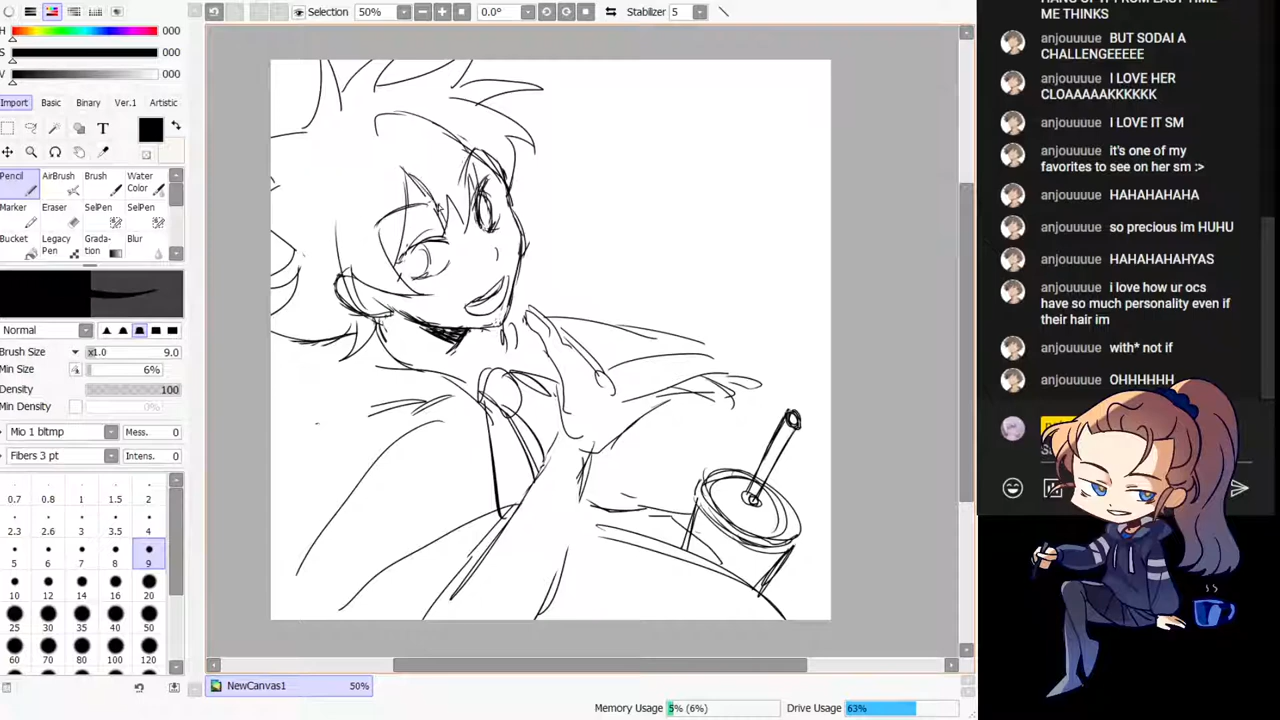 Selection 50% 0.0° Stabilizer 5
H 000
S 000
V 000
Import Basic Binary Ver.1 Artistic
T
Pencil AirBrush Brush Water Color
Marker Eraser SelPen SelPen
Bucket Legacy Pen Grada-tion Blur
Normal
Brush Size x1.0 9.0
Min Size 6%
Density 100
Min Density 0%
Mio 1 bltmp Mess. 0
Fibers 3 pt Intens. 0
0.7 0.8 1 1.5 2
2.3 2.6 3 3.5 4
5 6 7 8 9
10 12 14 16 20
25 30 35 40 50
60 70 80 100 120
NewCanvas1 50%
Memory Usage 5% (6%) Drive Usage 63%
ME THINKS
anjouuuue BUT SODAI A
CHALLENGEEEEE
anjouuuue I LOVE HER
CLOAAAAAKKKKKK
anjouuuue I LOVE IT SM
anjouuuue it's one of my
favorites to see on her sm :>
anjouuuue HAHAHAHAHA
anjouuuue so precious im HUHU
anjouuuue HAHAHAHAHYAS
anjouuuue i love how ur ocs
have so much personality even if
their hair im
anjouuuue with* not if
anjouuuue OHHHHHH